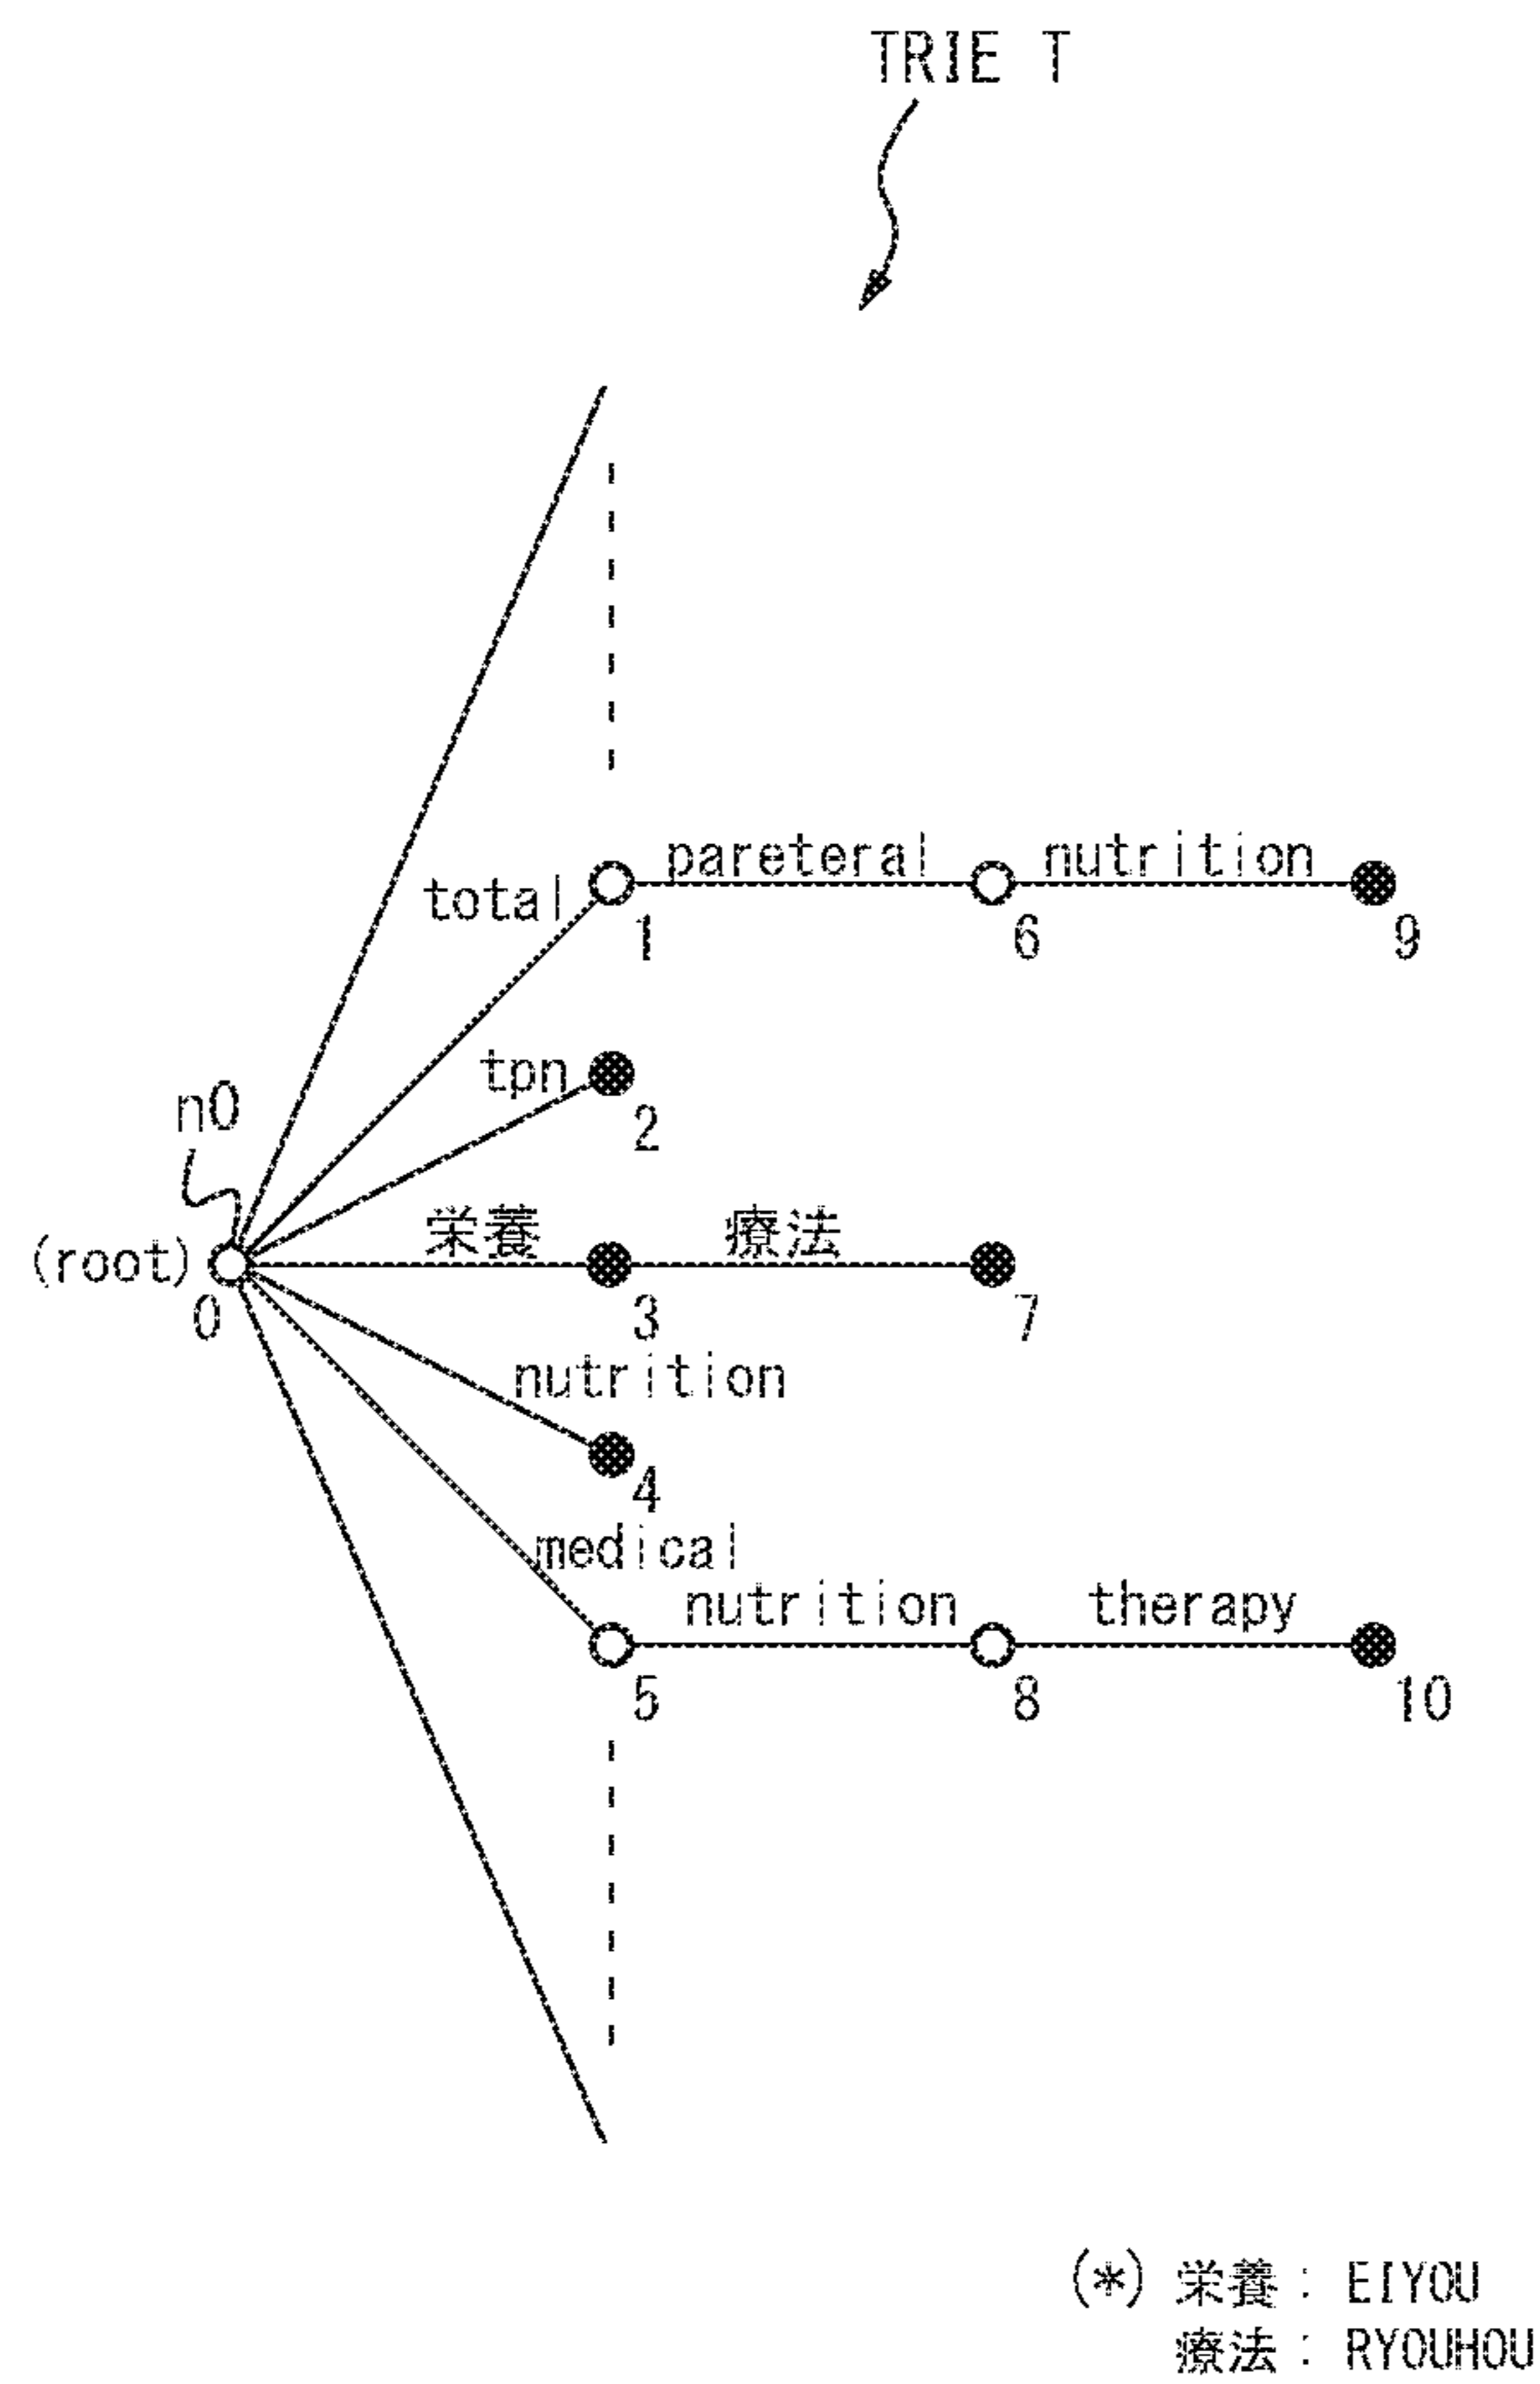 TRIE T
pareteral
nutrition
total
1
6
9
tpn
2
n0
栄養
療法
(root)
0
3
7
nutrition
4
medical
nutrition
therapy
5
8
10
(*) 栄養 : EIYOU
療法 : RYOUHOU